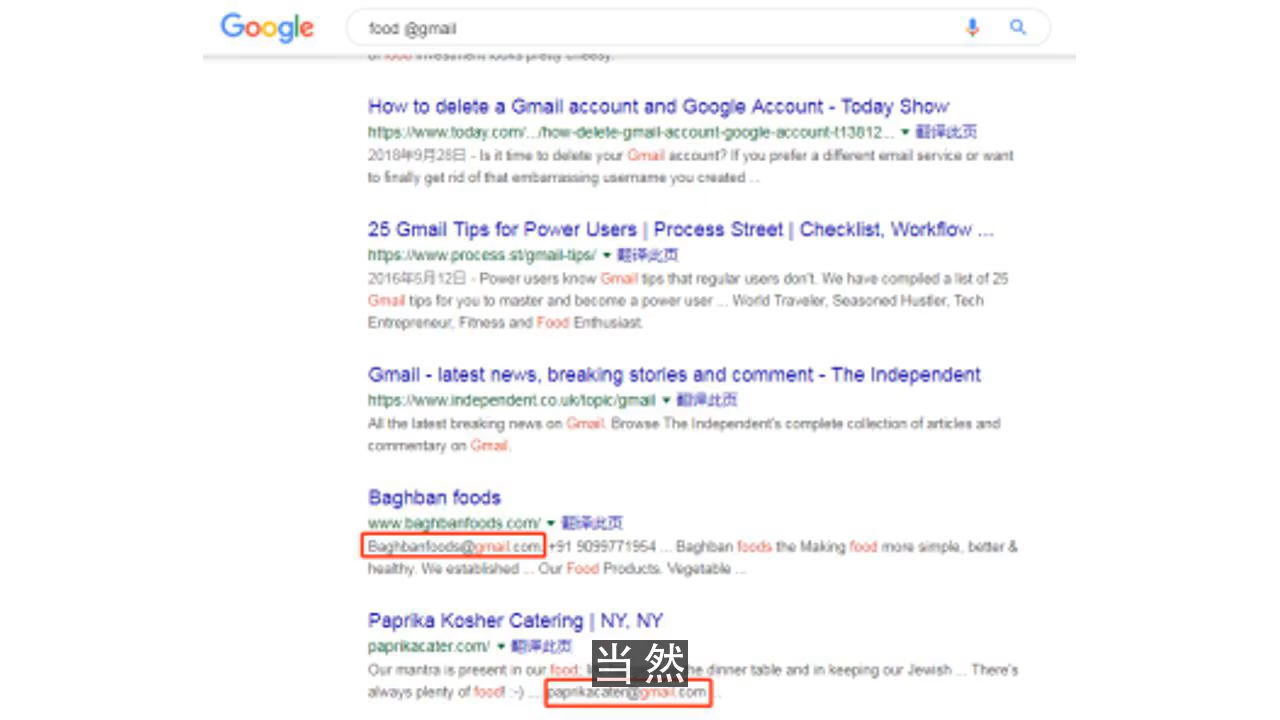 Google
food @gmail
of food investment looks pretty cheesy.
How to delete a Gmail account and Google Account - Today Show
https://www.today.com/.../how-delete-gmail-account-google-account-t13812... ▼ 翻译此页
2018年9月28日 - Is it time to delete your Gmail account? If you prefer a different email service or want
to finally get rid of that embarrassing username you created ...
25 Gmail Tips for Power Users | Process Street | Checklist, Workflow ...
https://www.process.st/gmail-tips/ ▼ 翻译此页
2016年5月12日 - Power users know Gmail tips that regular users don't. We have compiled a list of 25
Gmail tips for you to master and become a power user ... World Traveler, Seasoned Hustler, Tech
Entrepreneur, Fitness and Food Enthusiast.
Gmail - latest news, breaking stories and comment - The Independent
https://www.independent.co.uk/topic/gmail ▼ 翻译此页
All the latest breaking news on Gmail. Browse The Independent's complete collection of articles and
commentary on Gmail.
Baghban foods
www.baghbanfoods.com/ ▼ 翻译此页
Baghbanfoods@gmail.com. +91 9099771954 ... Baghban foods the Making food more simple, better &
healthy. We established ... Our Food Products. Vegetable ...
Paprika Kosher Catering | NY, NY
paprikacater.com/ ▼ 翻译此页
Our mantra is present in our food; the dinner table and in keeping our Jewish ... There's
always plenty of food! :-) ... paprikacater@gmail.com ...
当然